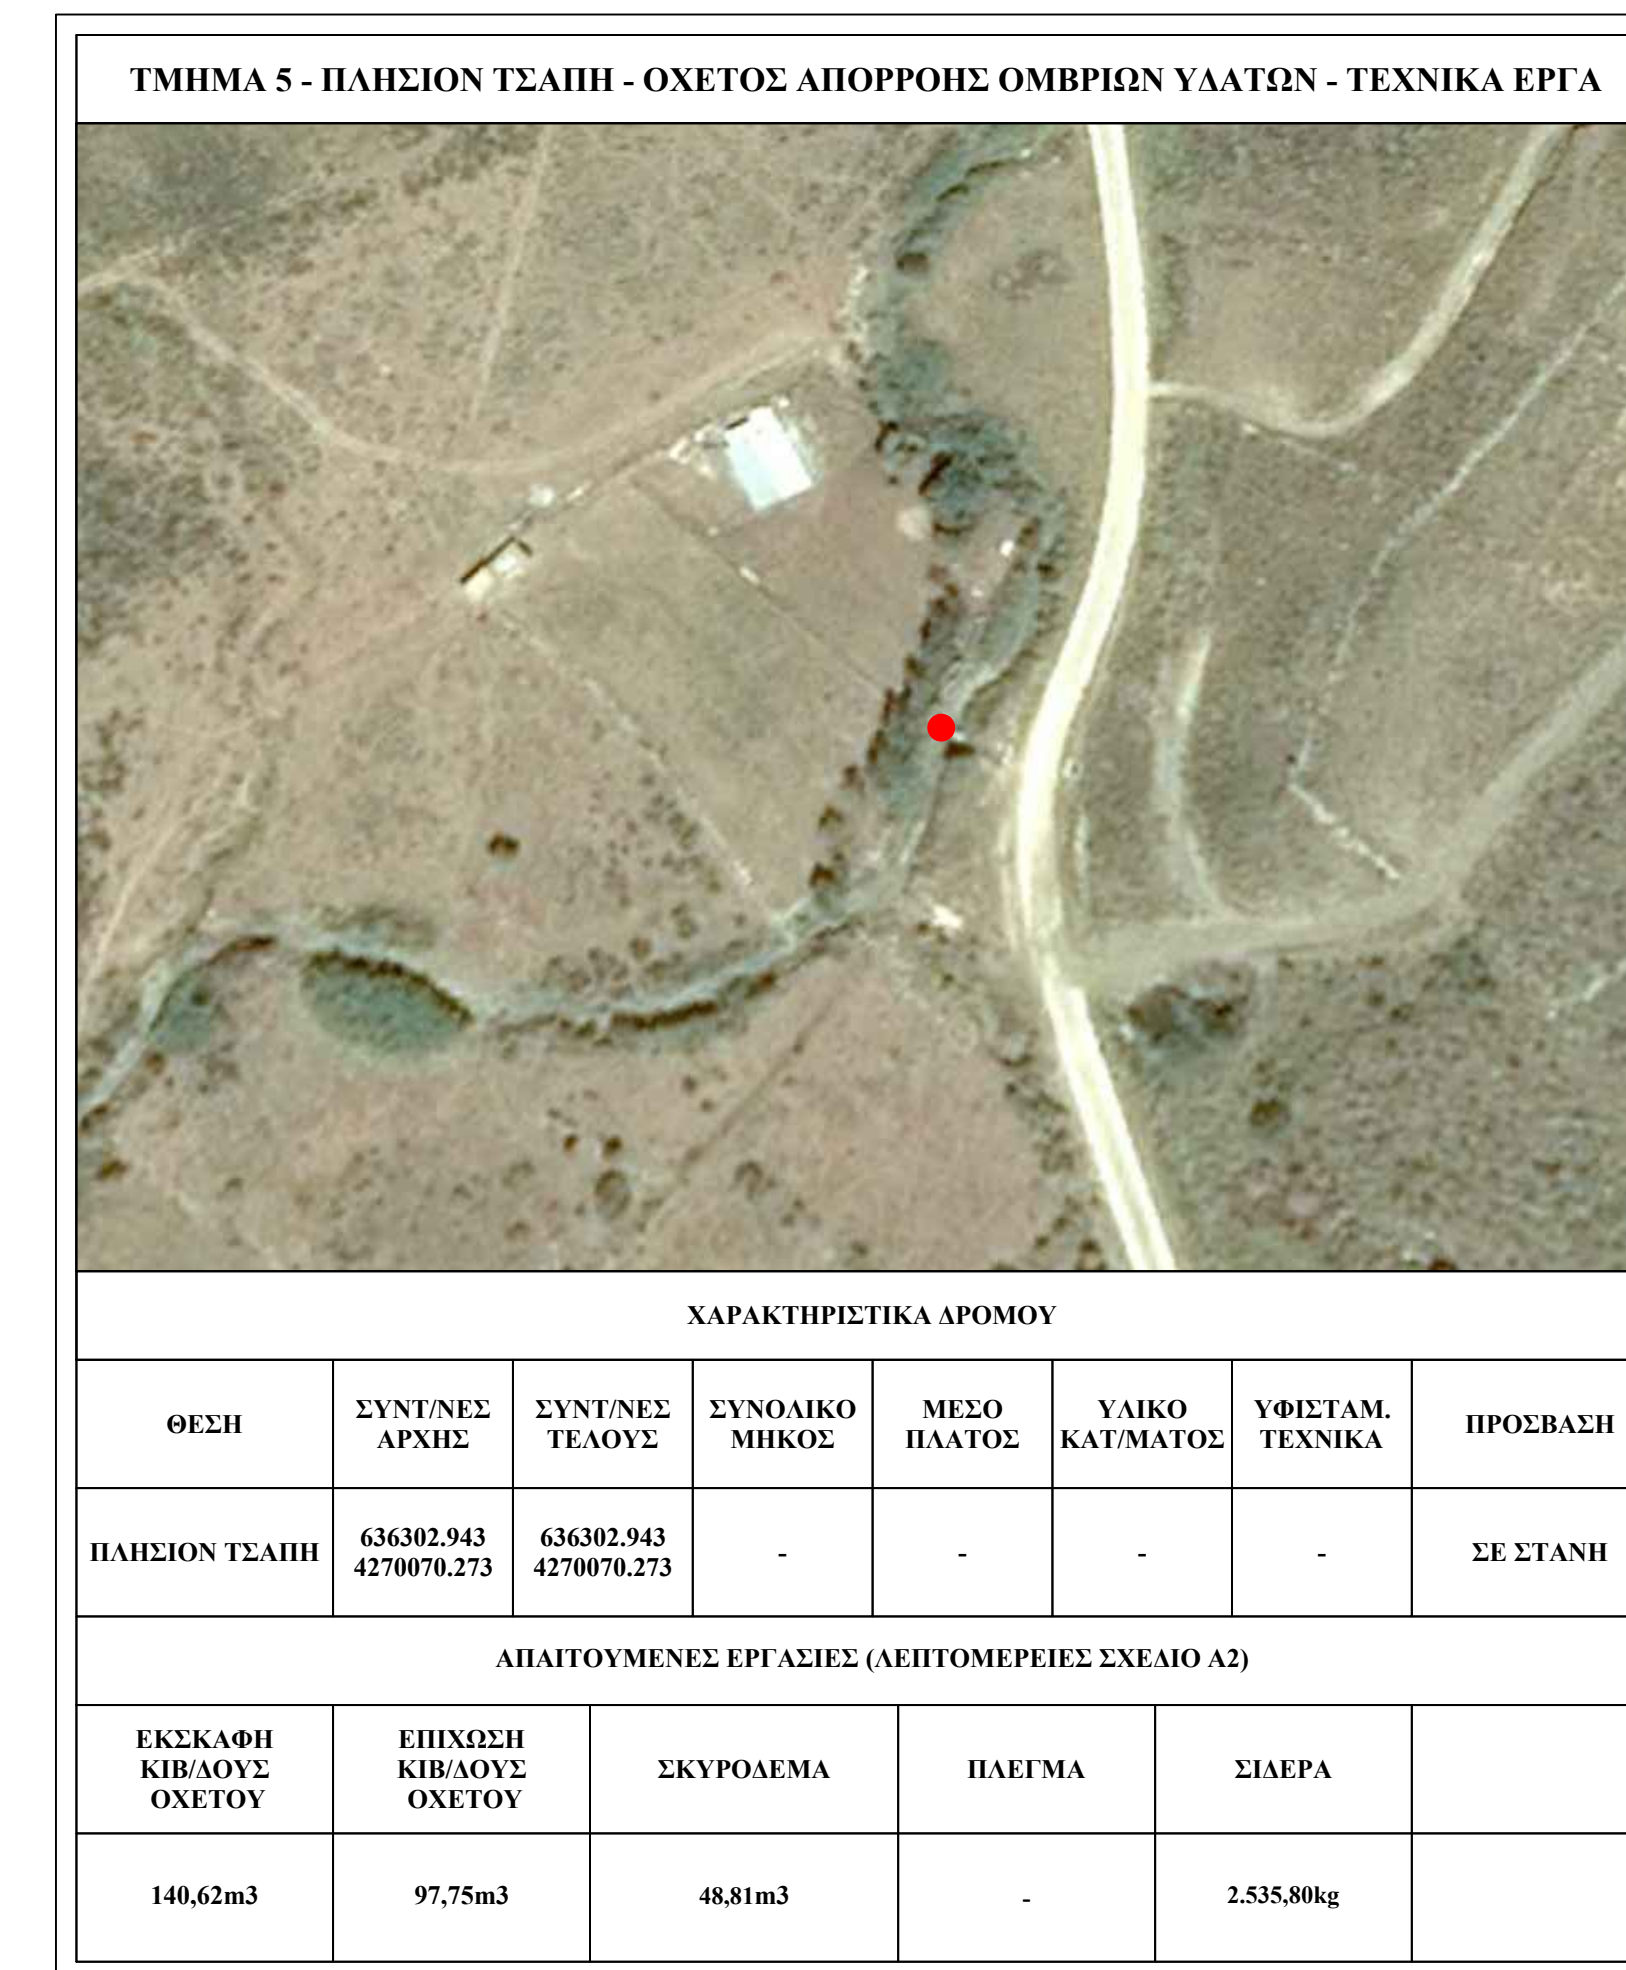 ΤΜΗΜΑ 5 - ΠΛΗΣΙΟΝ ΤΣΑΠΗ - ΟΧΕΤΟΣ ΑΠΟΡΡΟΗΣ ΟΜΒΡΙΩΝ ΥΔΑΤΩΝ - ΤΕΧΝΙΚΑ ΕΡΓΑ
ΧΑΡΑΚΤΗΡΙΣΤΙΚΑ ΔΡΟΜΟΥ
ΘΕΣΗ
ΣΥΝΤ/ΝΕΣ
ΑΡΧΗΣ
ΣΥΝΤ/ΝΕΣ
ΤΕΛΟΥΣ
ΣΥΝΟΛΙΚΟ
ΜΗΚΟΣ
ΜΕΣΟ
ΠΛΑΤΟΣ
ΥΛΙΚΟ
ΚΑΤ/ΜΑΤΟΣ
ΥΦΙΣΤΑΜ.
ΤΕΧΝΙΚΑ
ΠΡΟΣΒΑΣΗ
ΠΛΗΣΙΟΝ ΤΣΑΠΗ
636302.943
4270070.273
636302.943
4270070.273
-
-
-
-
ΣΕ ΣΤΑΝΗ
ΑΠΑΙΤΟΥΜΕΝΕΣ ΕΡΓΑΣΙΕΣ (ΛΕΠΤΟΜΕΡΕΙΕΣ ΣΧΕΔΙΟ Α2)
ΕΚΣΚΑΦΗ
ΚΙΒ/ΔΟΥΣ
ΟΧΕΤΟΥ
ΕΠΙΧΩΣΗ
ΚΙΒ/ΔΟΥΣ
ΟΧΕΤΟΥ
ΣΚΥΡΟΔΕΜΑ
ΠΛΕΓΜΑ
ΣΙΔΕΡΑ
140,62m3
97,75m3
48,81m3
-
2.535,80kg